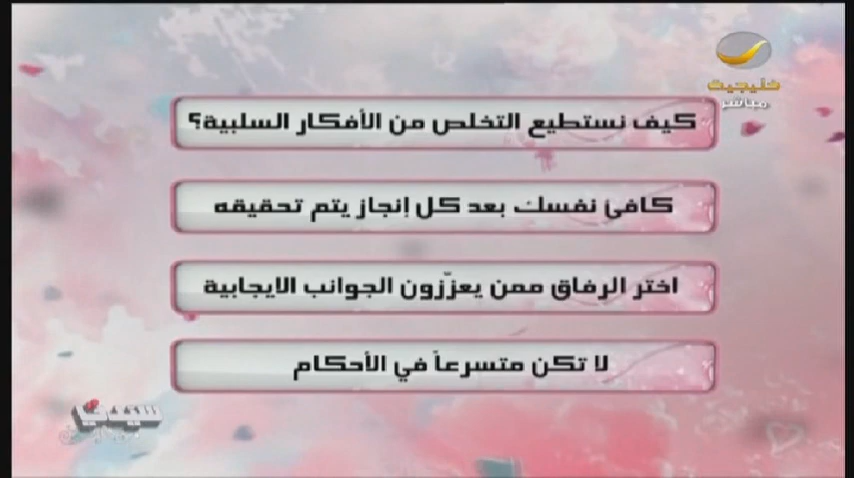 خليجية
مباشر
كيف نستطيع التخلص من الأفكار السلبية؟
كافئ نفسك بعد كل إنجاز يتم تحقيقه
اختر الرفاق ممن يعزّزون الجوانب الايجابية
لا تكن متسرعاً في الأحكام
سيدتي